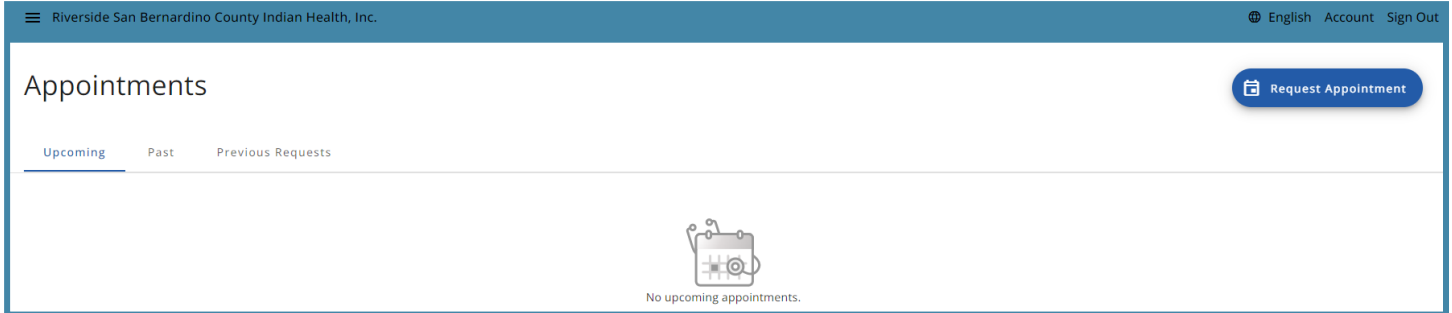 Riverside San Bernardino County Indian Health, Inc. English Account Sign Out
Appointments
Request Appointment
Upcoming Past Previous Requests
No upcoming appointments.